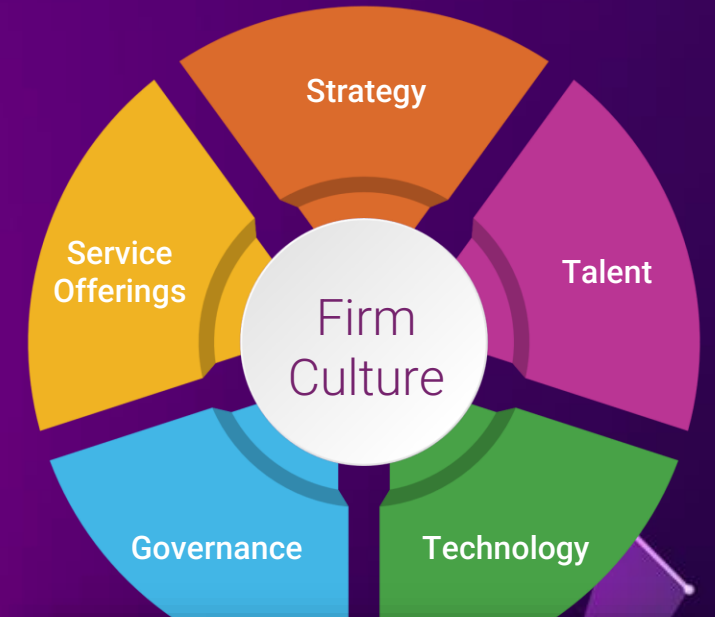 Strategy
Service
Offerings
Talent
Firm
Culture
Governance
Technology